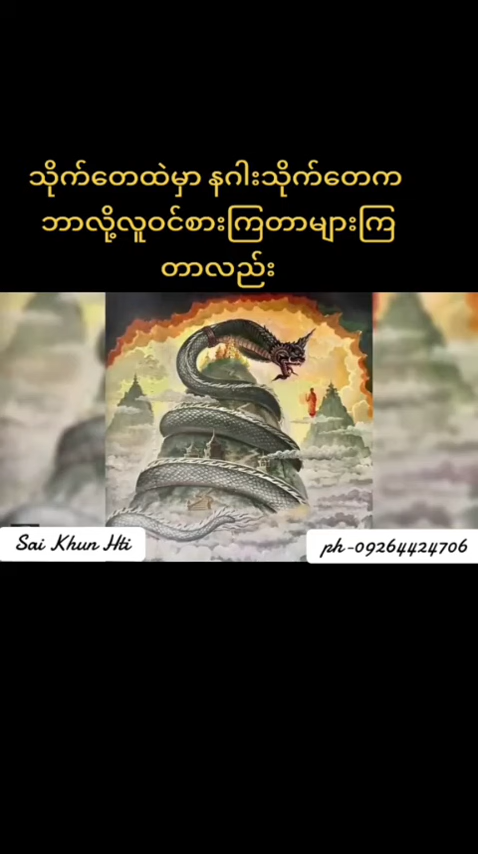 သိုက်တေထဲမှာ နဂါးသိုက်တေက
ဘာလို့လူဝင်စားကြတာများကြ
တာလည်း
Sai Khun Hti
ph-09264424706